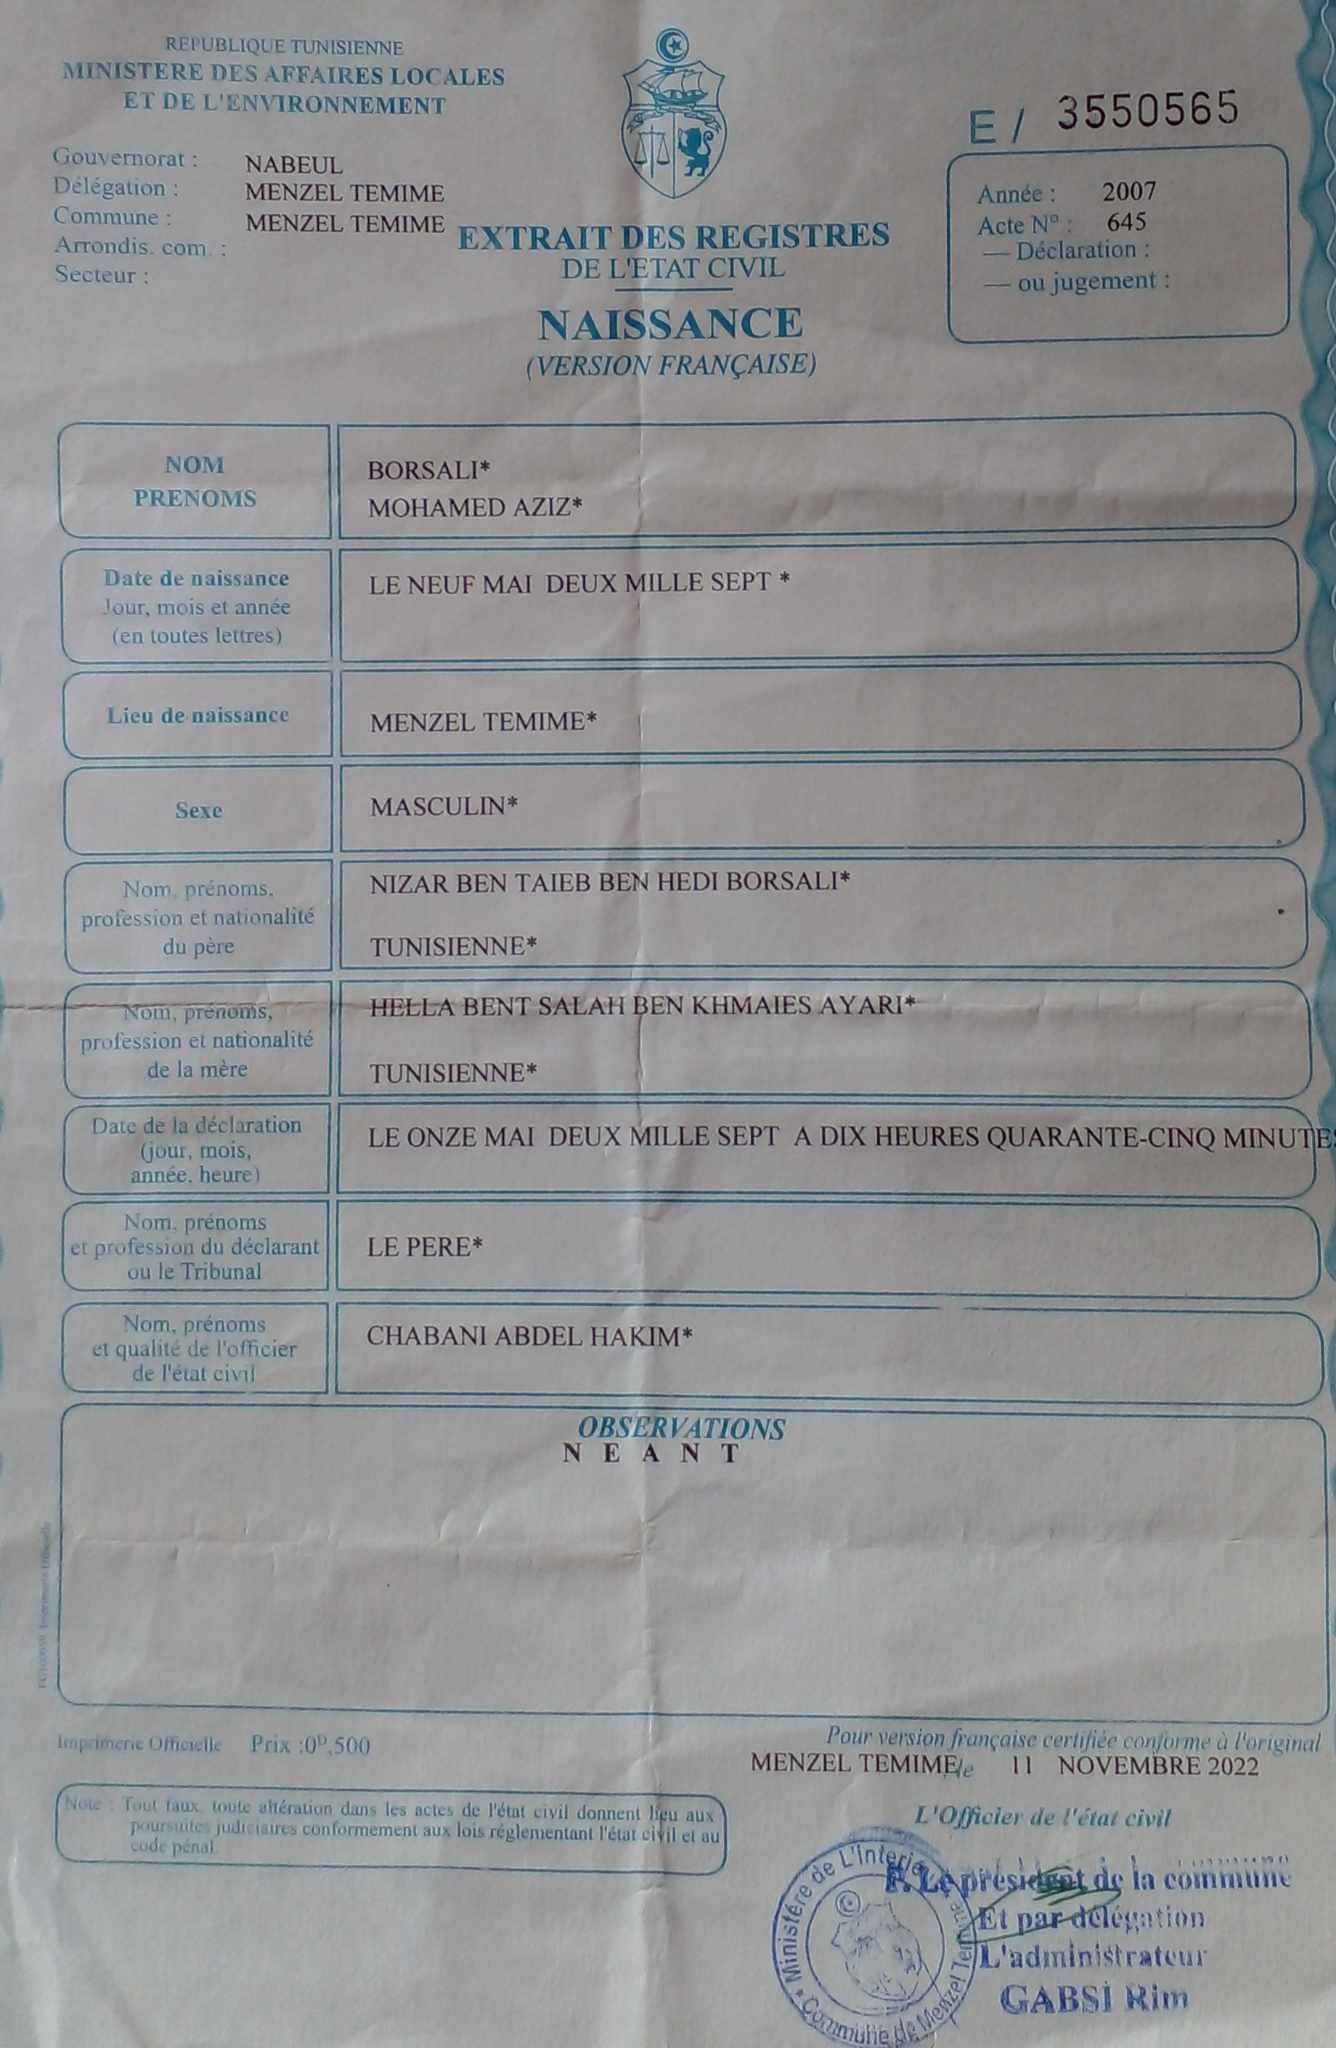 REPUBLIQUE TUNISIENNE
MINISTERE DES AFFAIRES LOCALES
ET DE L'ENVIRONNEMENT
Gouvernorat : NABEUL
Délégation : MENZEL TEMIME
Commune : MENZEL TEMIME
Arrondis. com. :
Secteur :
E / 3550565
Année : 2007
Acte N° : 645
— Déclaration :
— ou jugement :
EXTRAIT DES REGISTRES
DE L'ETAT CIVIL
NAISSANCE
(VERSION FRANÇAISE)
NOM BORSALI*
PRENOMS MOHAMED AZIZ*
Date de naissance
Jour, mois et année
(en toutes lettres)
LE NEUF MAI DEUX MILLE SEPT *
Lieu de naissance MENZEL TEMIME*
Sexe MASCULIN*
Nom, prénoms,
profession et nationalité
du père
NIZAR BEN TAIEB BEN HEDI BORSALI*
TUNISIENNE*
Nom, prénoms,
profession et nationalité
de la mère
HELLA BENT SALAH BEN KHMAIES AYARI*
TUNISIENNE*
Date de la déclaration
(jour, mois,
année, heure)
LE ONZE MAI DEUX MILLE SEPT A DIX HEURES QUARANTE-CINQ MINUTES
Nom, prénoms
et profession du déclarant
ou le Tribunal
LE PERE*
Nom, prénoms
et qualité de l'officier
de l'état civil
CHABANI ABDEL HAKIM*
OBSERVATIONS
N E A N T
Imprimerie Officielle Prix :0D,500
Pour version française certifiée conforme à l'original
MENZEL TEMIME, le 11 NOVEMBRE 2022
Note : Tout faux, toute altération dans les actes de l'état civil donnent lieu aux
poursuites judiciaires conformement aux lois réglementant l'état civil et au
code pénal.
L'Officier de l'état civil
P. Le président de la commune
Et par délégation
L'administrateur
GABSI Rim
Ministère de L'Interieur
Commune de Menzel Temime